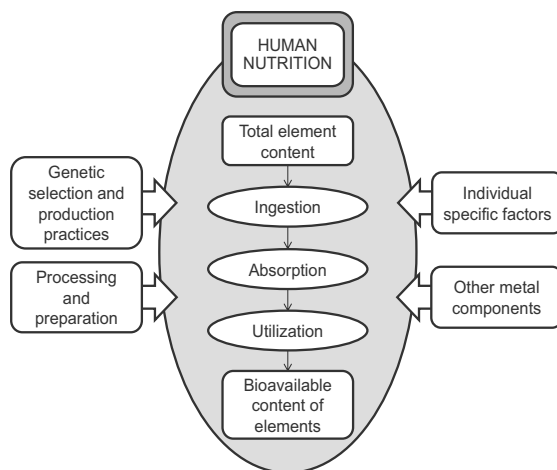 HUMAN
NUTRITION
Total element
content
Genetic
selection and
production
practices
Ingestion
Individual
specific factors
Absorption
Processing
and
preparation
Other metal
components
Utilization
Bioavailable
content of
elements